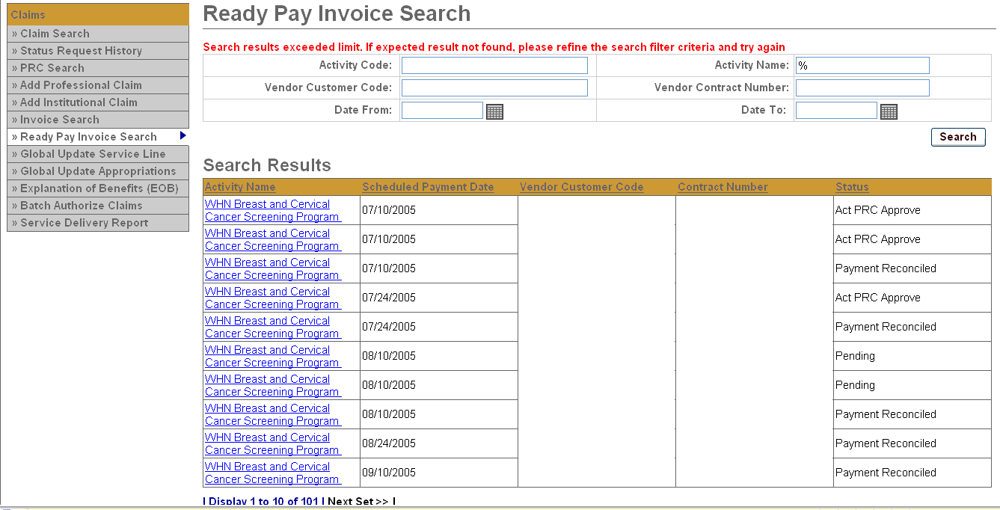 Claims
» Claim Search
» Status Request History
» PRC Search
» Add Professional Claim
» Add Institutional Claim
» Invoice Search
» Ready Pay Invoice Search
» Global Update Service Line
» Global Update Appropriations
» Explanation of Benefits (EOB)
» Batch Authorize Claims
» Service Delivery Report
Ready Pay Invoice Search
Search results exceeded limit. If expected result not found, please refine the search filter criteria and try again
Activity Code: Activity Name: %
Vendor Customer Code: Vendor Contract Number:
Date From: Date To:
Search
Search Results
Activity Name Scheduled Payment Date Vendor Customer Code Contract Number Status
WHN Breast and Cervical
Cancer Screening Program 07/10/2005 Act PRC Approve
WHN Breast and Cervical
Cancer Screening Program 07/10/2005 Act PRC Approve
WHN Breast and Cervical
Cancer Screening Program 07/10/2005 Payment Reconciled
WHN Breast and Cervical
Cancer Screening Program 07/24/2005 Act PRC Approve
WHN Breast and Cervical
Cancer Screening Program 07/24/2005 Payment Reconciled
WHN Breast and Cervical
Cancer Screening Program 08/10/2005 Pending
WHN Breast and Cervical
Cancer Screening Program 08/10/2005 Pending
WHN Breast and Cervical
Cancer Screening Program 08/10/2005 Payment Reconciled
WHN Breast and Cervical
Cancer Screening Program 08/24/2005 Payment Reconciled
WHN Breast and Cervical
Cancer Screening Program 09/10/2005 Payment Reconciled
| Display 1 to 10 of 101 | Next Set >> |